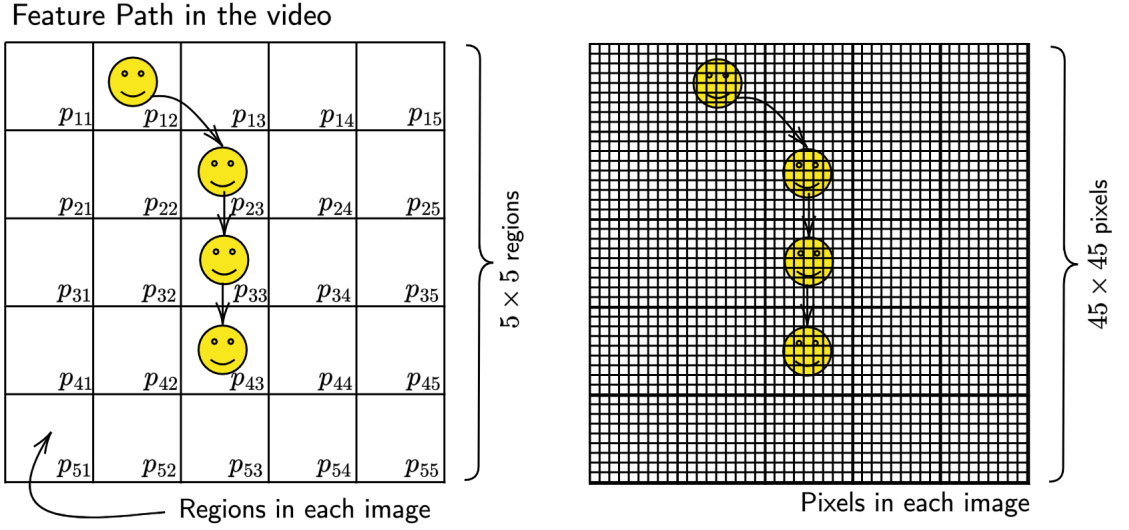 Feature Path in the video
p11 p12 p13 p14 p15
p21 p22 p23 p24 p25
p31 p32 p33 p34 p35
p41 p42 p43 p44 p45
p51 p52 p53 p54 p55
5 × 5 regions
Regions in each image
45 × 45 pixels
Pixels in each image